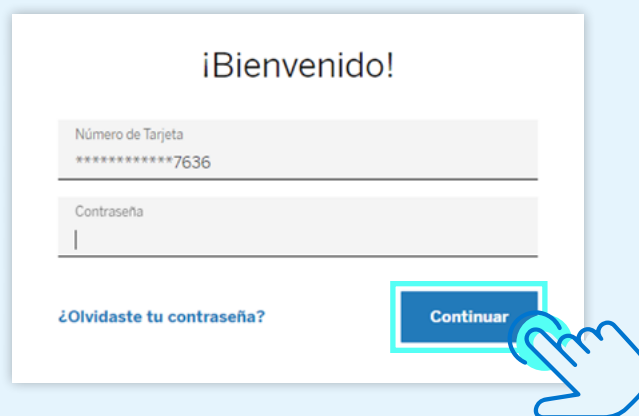 ¡Bienvenido!
Número de Tarjeta
************7636
Contraseña
¿Olvidaste tu contraseña?
Continuar